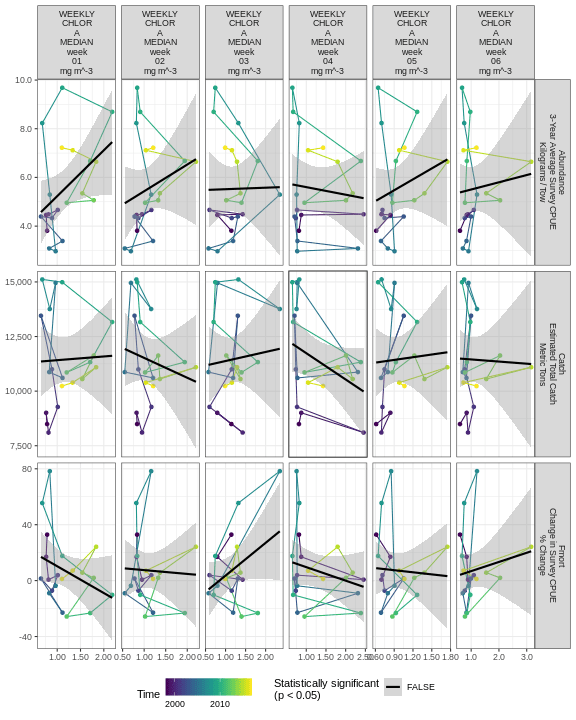 WEEKLY
CHLOR
A
MEDIAN
week
01
mg m^-3
WEEKLY
CHLOR
A
MEDIAN
week
02
mg m^-3
WEEKLY
CHLOR
A
MEDIAN
week
03
mg m^-3
WEEKLY
CHLOR
A
MEDIAN
week
04
mg m^-3
WEEKLY
CHLOR
A
MEDIAN
week
05
mg m^-3
WEEKLY
CHLOR
A
MEDIAN
week
06
mg m^-3
10.0
8.0
6.0
4.0
Abundance
3-Year Average Survey CPUE
Kilograms / Tow
15,000
12,500
10,000
7,500
Catch
Estimated Total Catch
Metric Tons
80
40
0
-40
Fmort
Change in Survey CPUE
% Change
1.00 1.50 2.00
0.50 1.00 1.50 2.00
1.00 1.50 2.00
1.00 1.50 2.00 2.50
0.60 0.90 1.20 1.50 1.80
1.0 2.0 3.0
Time
2000 2010
Statistically significant
(p < 0.05)
FALSE